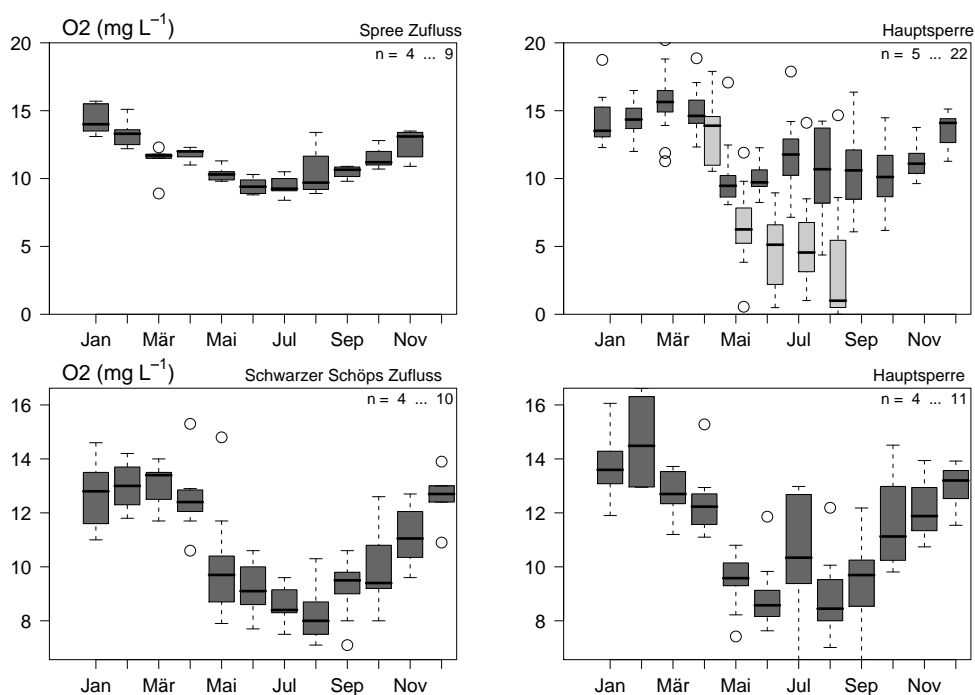 O2 (mg L−1)
Spree Zufluss
n = 4 ... 9
20
15
10
5
0
Jan Mär Mai Jul Sep Nov
Hauptsperre
n = 5 ... 22
20
15
10
5
0
Jan Mär Mai Jul Sep Nov
O2 (mg L−1)
Schwarzer Schöps Zufluss
n = 4 ... 10
16
14
12
10
8
Jan Mär Mai Jul Sep Nov
Hauptsperre
n = 4 ... 11
16
14
12
10
8
Jan Mär Mai Jul Sep Nov